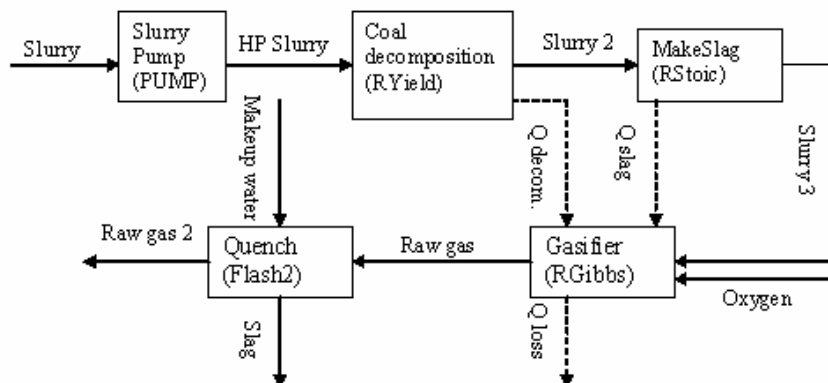 Slurry
Slurry
Pump
(PUMP)
HP Slurry
Coal
decomposition
(RYield)
Slurry 2
MakeSlag
(RStoic)
Makeup water
Q decom.
Q slag
Slurry 3
Raw gas 2
Quench
(Flash2)
Raw gas
Gasifier
(RGibbs)
Oxygen
Slag
Q loss